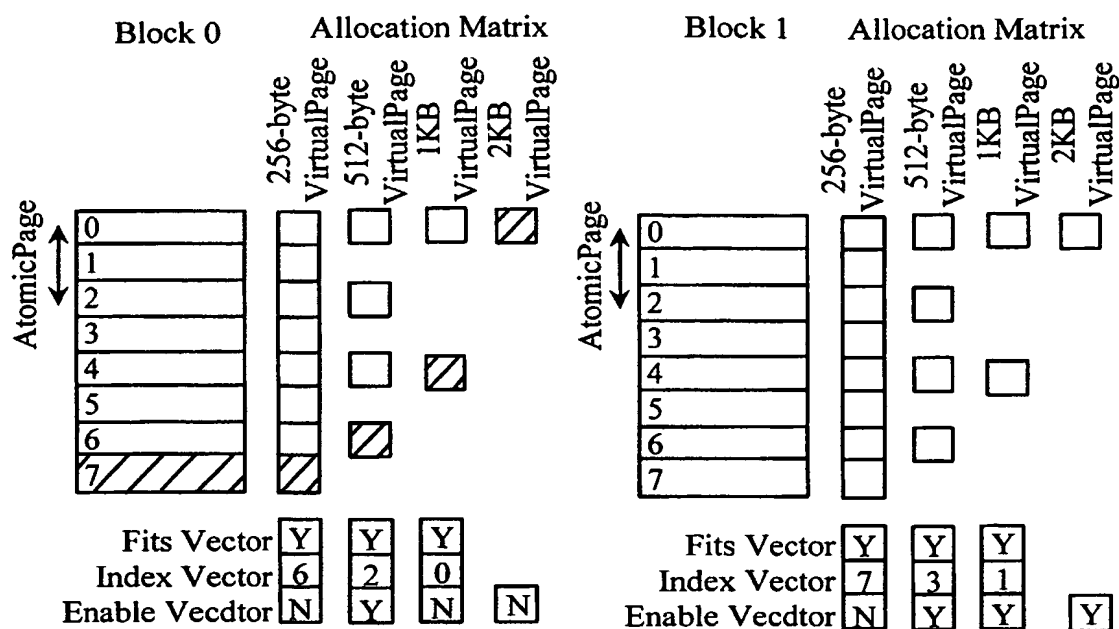 Block 0
Allocation Matrix
256-byte
VirtualPage
512-byte
VirtualPage
1KB
VirtualPage
2KB
VirtualPage
AtomicPage
0
1
2
3
4
5
6
7
Fits Vector Y Y Y
Index Vector 6 2 0
Enable Vecdtor N Y N N
Block 1
Allocation Matrix
256-byte
VirtualPage
512-byte
VirtualPage
1KB
VirtualPage
2KB
VirtualPage
AtomicPage
0
1
2
3
4
5
6
7
Fits Vector Y Y Y
Index Vector 7 3 1
Enable Vecdtor N Y Y Y